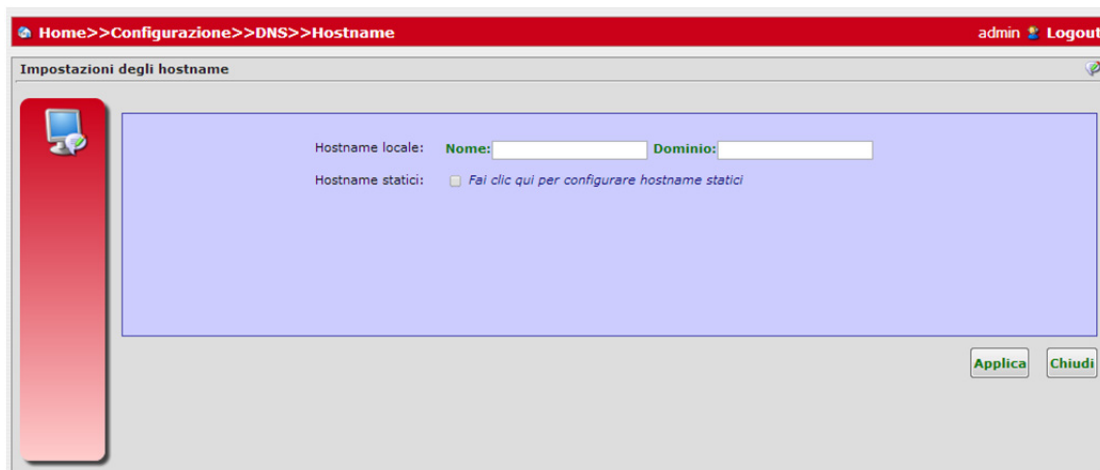 Home>>Configurazione>>DNS>>Hostname admin Logout
Impostazioni degli hostname
Hostname locale: Nome: Dominio:
Hostname statici: Fai clic qui per configurare hostname statici
Applica Chiudi